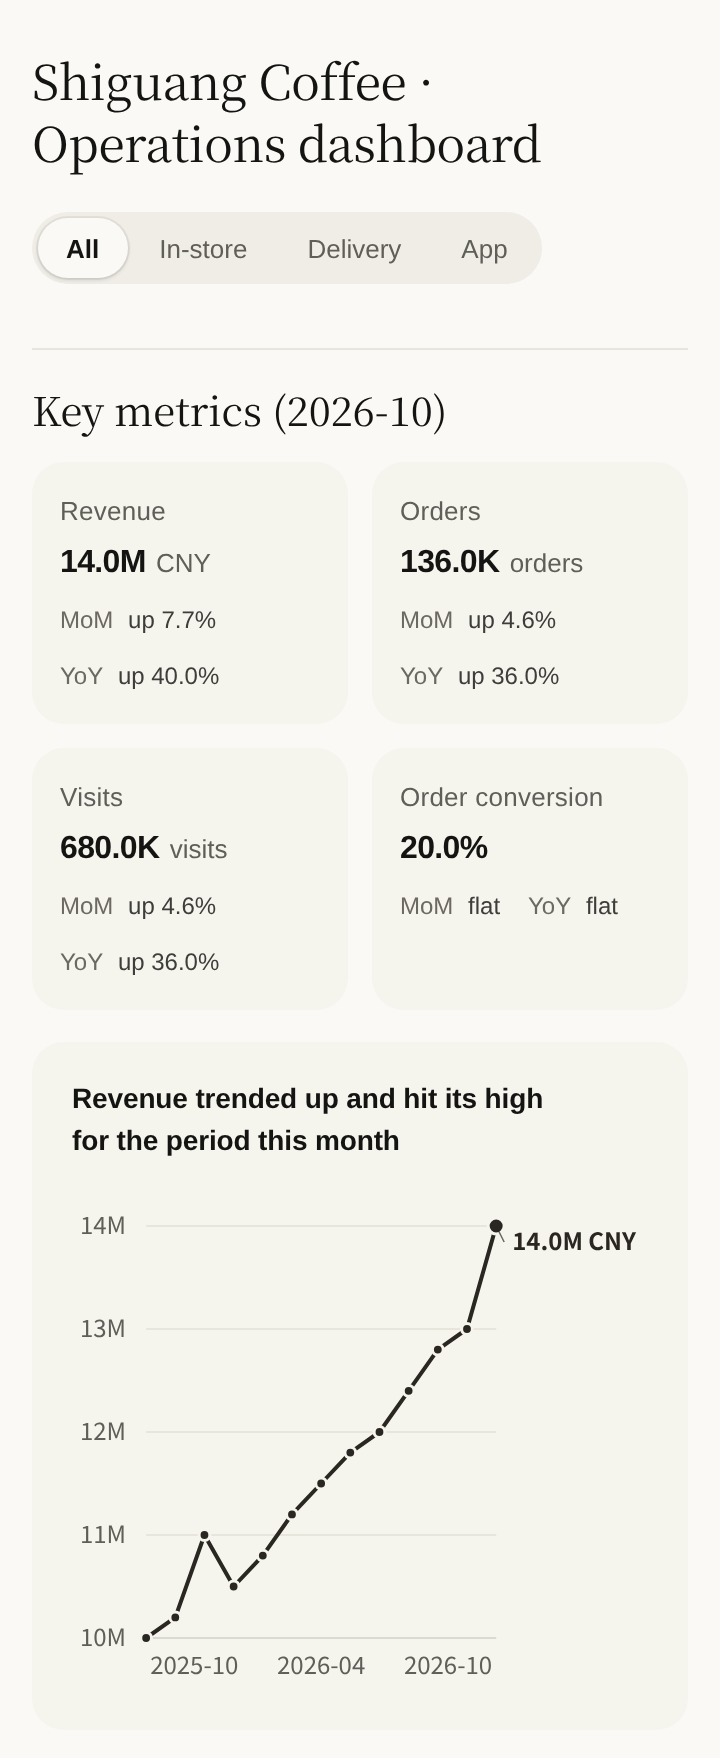 Shiguang Coffee ·
Operations dashboard
All In-store Delivery App
Key metrics (2026-10)
Revenue
14.0M CNY
MoM up 7.7%
YoY up 40.0%
Orders
136.0K orders
MoM up 4.6%
YoY up 36.0%
Visits
680.0K visits
MoM up 4.6%
YoY up 36.0%
Order conversion
20.0%
MoM flat YoY flat
Revenue trended up and hit its high
for the period this month
14M
14.0M CNY
13M
12M
11M
10M
2025-10 2026-04 2026-10